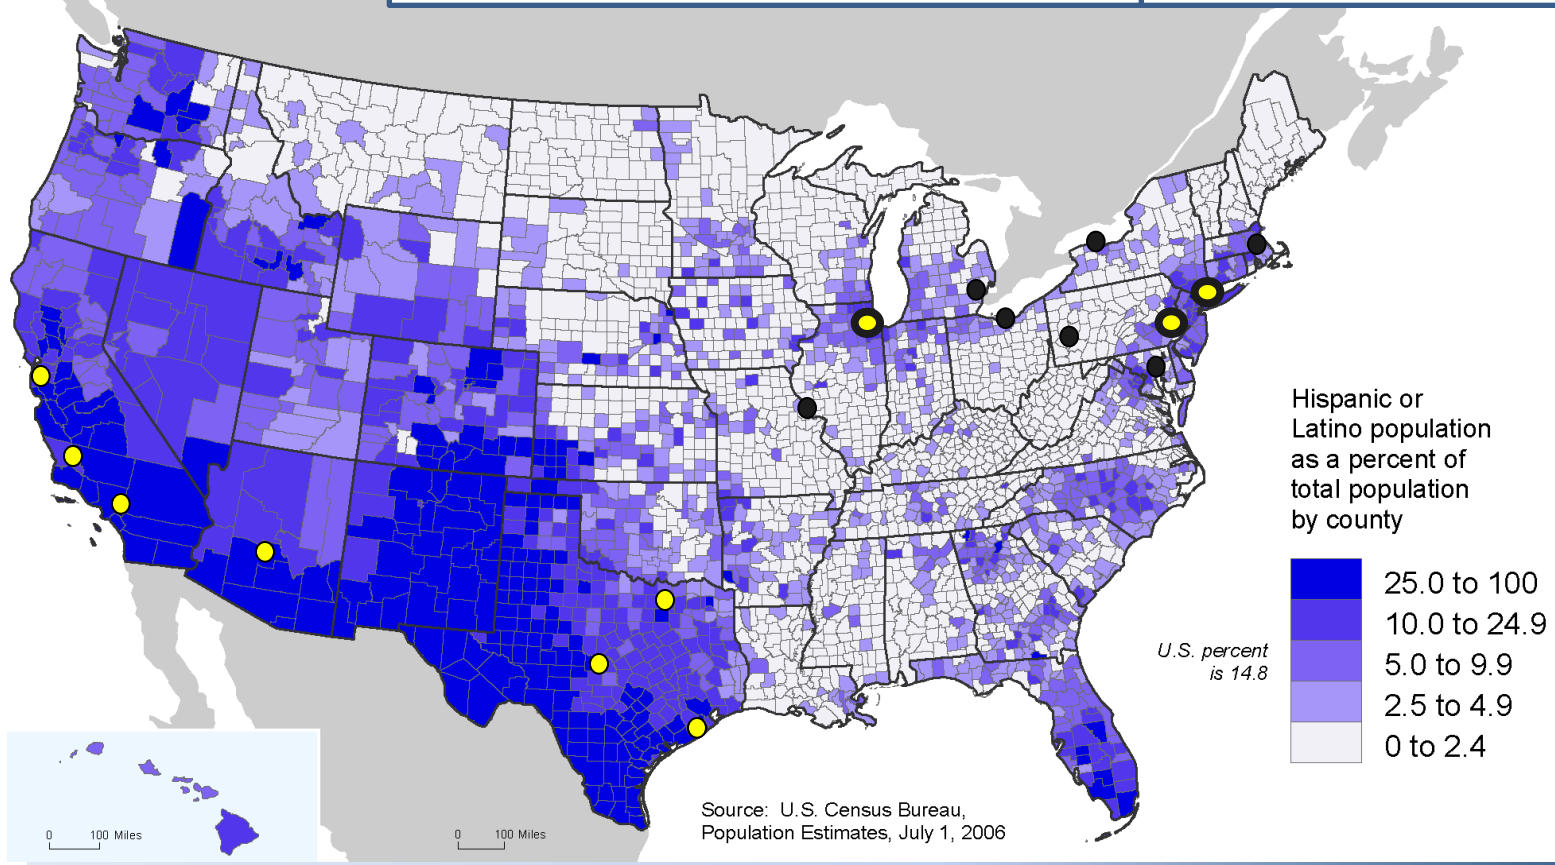 Hispanic or
Latino population
as a percent of
total population
by county
25.0 to 100
10.0 to 24.9
5.0 to 9.9
2.5 to 4.9
0 to 2.4
U.S. percent
is 14.8
Source: U.S. Census Bureau,
Population Estimates, July 1, 2006
0 100 Miles
0 100 Miles